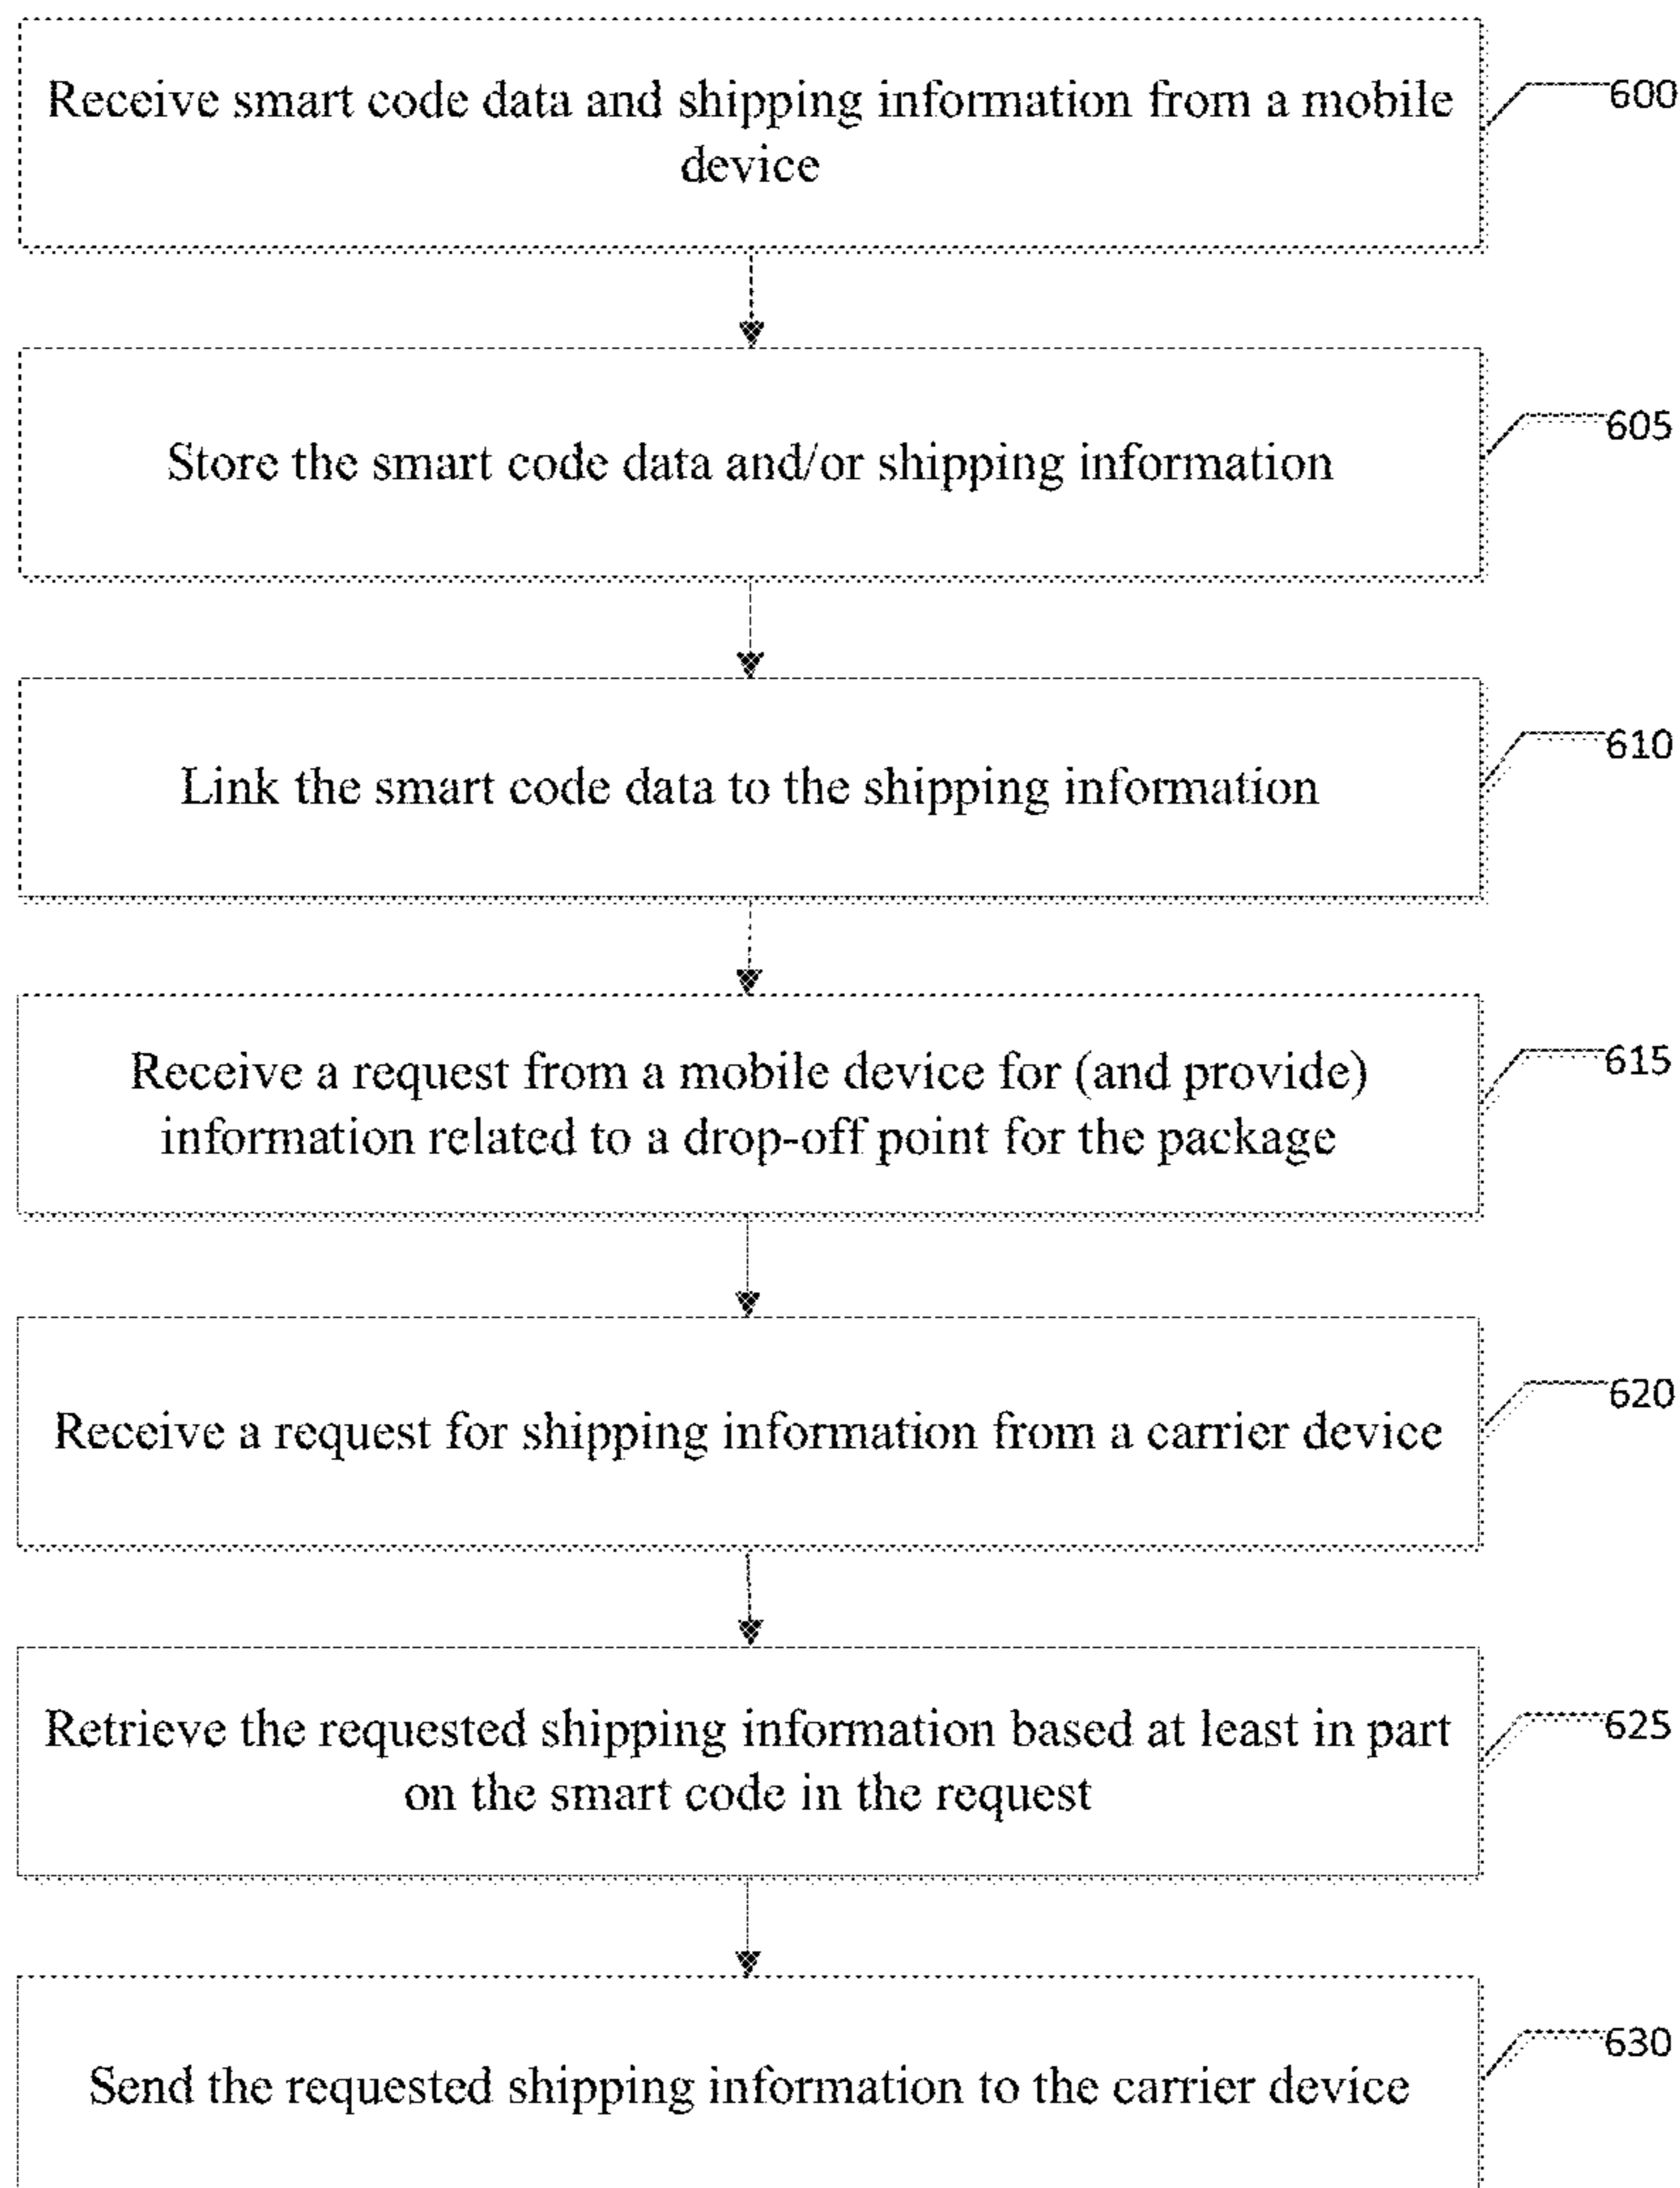 Receive smart code data and shipping information from a mobile
device
600
Store the smart code data and/or shipping information
605
Link the smart code data to the shipping information
610
Receive a request from a mobile device for (and provide)
information related to a drop-off point for the package
615
Receive a request for shipping information from a carrier device
620
Retrieve the requested shipping information based at least in part
on the smart code in the request
625
Send the requested shipping information to the carrier device
630